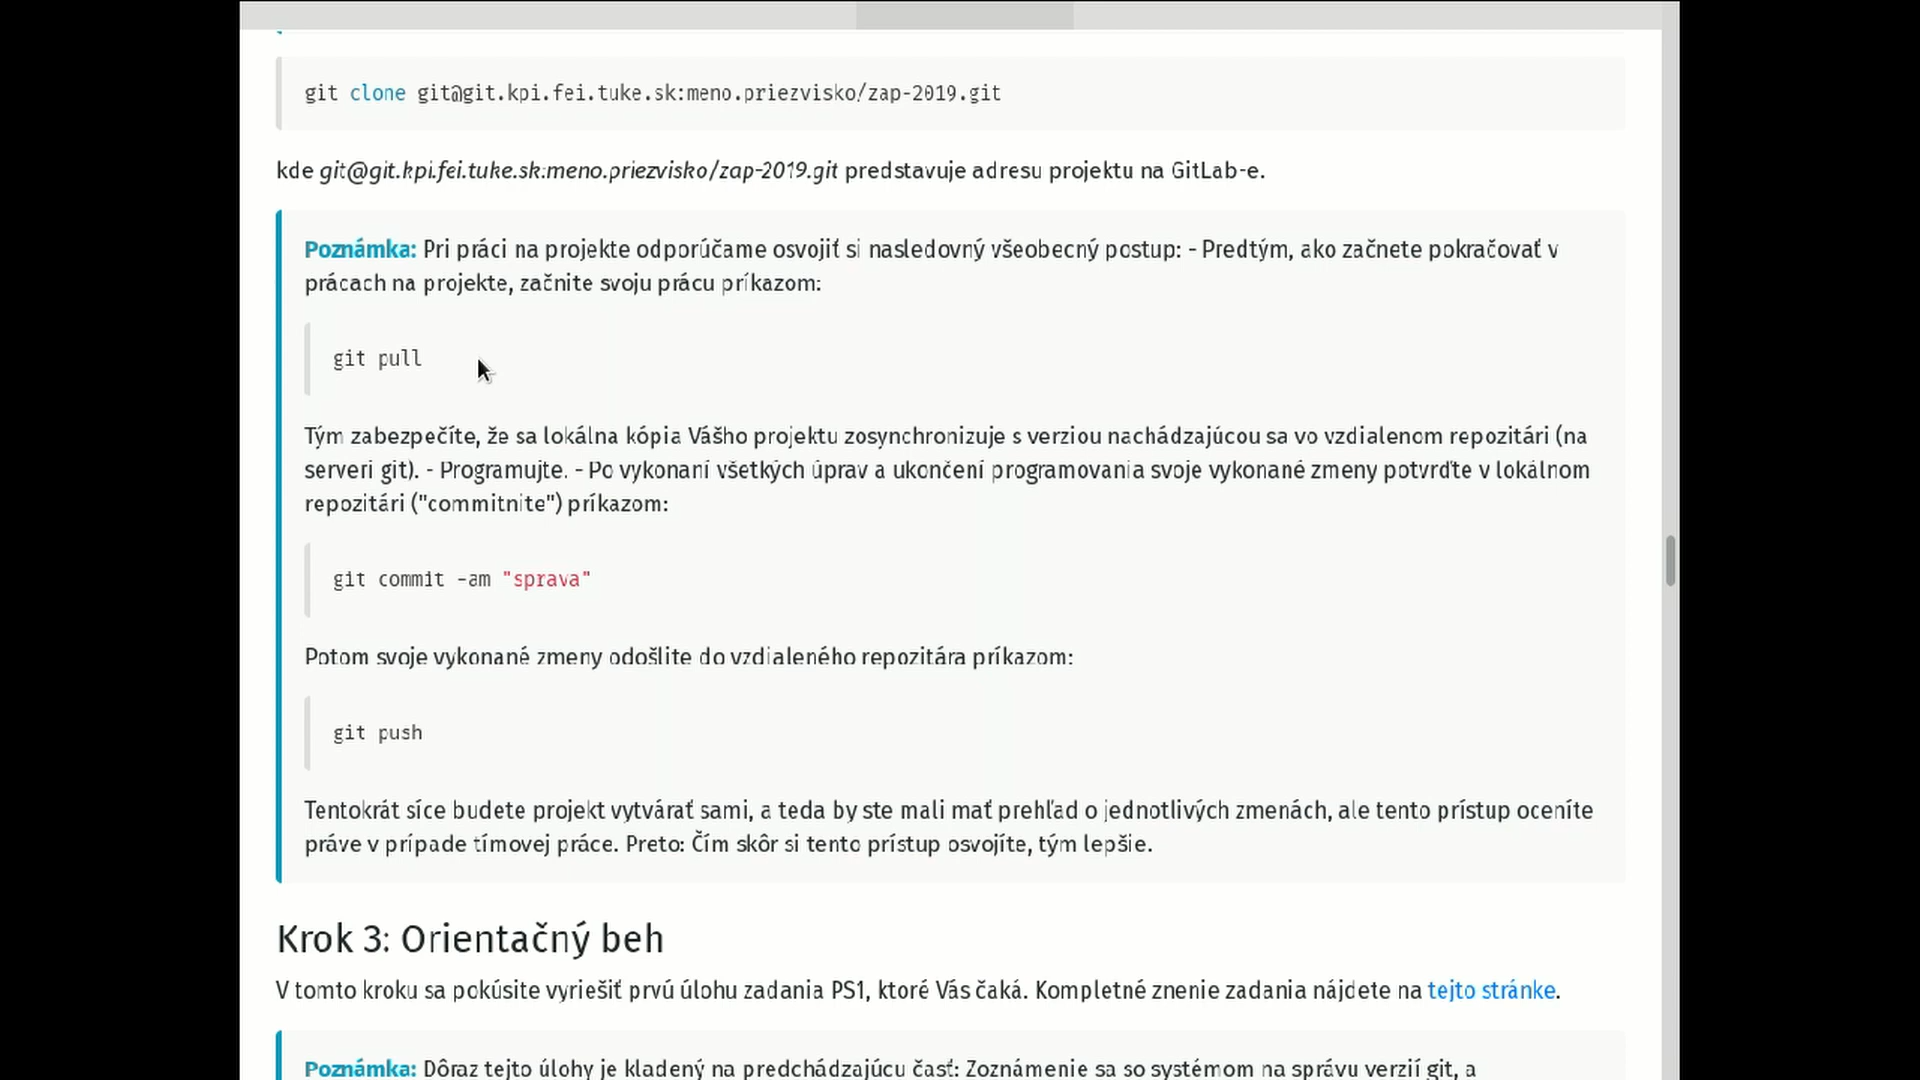 git clone git@git.kpi.fei.tuke.sk:meno.priezvisko/zap-2019.git
kde git@git.kpi.fei.tuke.sk:meno.priezvisko/zap-2019.git predstavuje adresu projektu na GitLab-e.
Poznámka: Pri práci na projekte odporúčame osvojiť si nasledovný všeobecný postup: - Predtým, ako začnete pokračovať v
prácach na projekte, začnite svoju prácu príkazom:
git pull
Tým zabezpečíte, že sa lokálna kópia Vášho projektu zosynchronizuje s verziou nachádzajúcou sa vo vzdialenom repozitári (na
serveri git). - Programujte. - Po vykonaní všetkých úprav a ukončení programovania svoje vykonané zmeny potvrďte v lokálnom
repozitári ("commitnite") príkazom:
git commit -am "sprava"
Potom svoje vykonané zmeny odošlite do vzdialeného repozitára príkazom:
git push
Tentokrát síce budete projekt vytvárať sami, a teda by ste mali mať prehľad o jednotlivých zmenách, ale tento prístup oceníte
práve v prípade tímovej práce. Preto: Čím skôr si tento prístup osvojíte, tým lepšie.
Krok 3: Orientačný beh
V tomto kroku sa pokúsite vyriešiť prvú úlohu zadania PS1, ktoré Vás čaká. Kompletné znenie zadania nájdete na tejto stránke.
Poznámka: Dôraz tejto úlohy je kladený na predchádzajúcu časť: Zoznámenie sa so systémom na správu verzií git, a